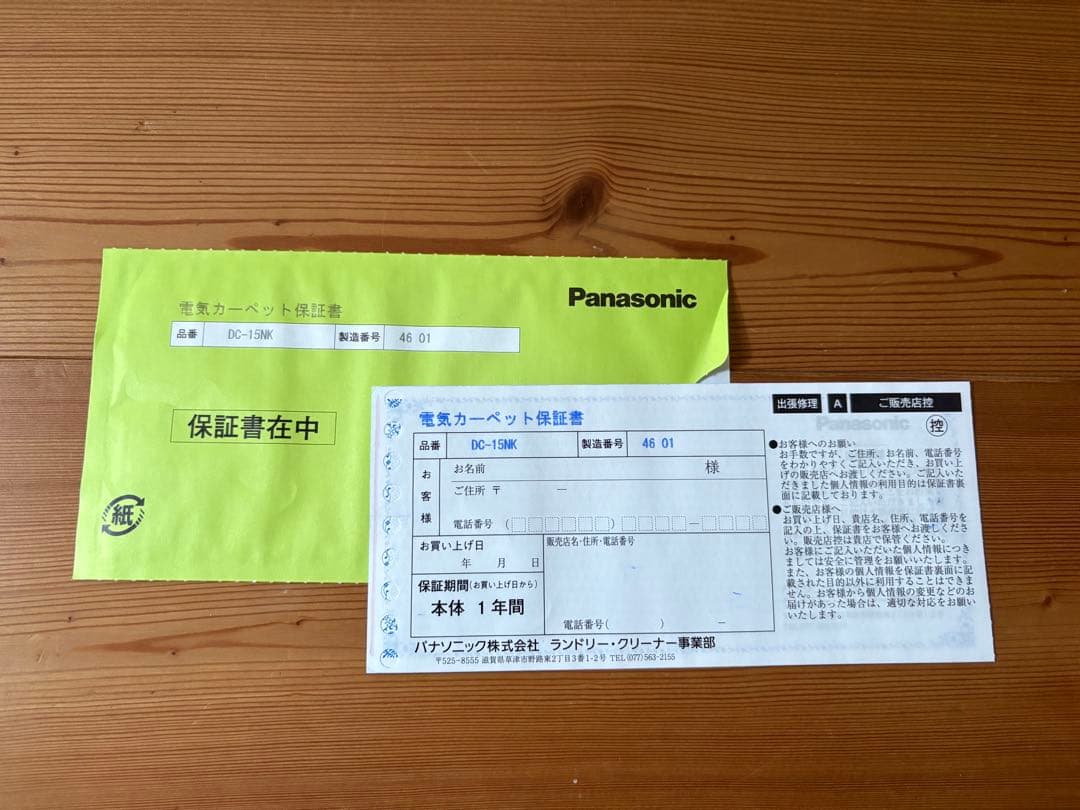 Panasonic
電気カーペット保証書
品番 DC-15NK 製造番号 46 01
保証書在中
紙
出張修理 A ご販売店控
電気カーペット保証書
Panasonic
控
品番 DC-15NK 製造番号 46 01
お客様
お名前 様
ご住所 〒 －
電話番号 ( ) －
お買い上げ日
年 月 日
販売店名・住所・電話番号
保証期間(お買い上げ日から)
本体 1年間
電話番号( ) －
●お客様へのお願い
お手数ですが、ご住所、お名前、電話番号
をわかりやすくご記入いただき、お買い上
げの販売店へお渡しください。ご記入いた
だきました個人情報の利用目的は保証書裏
面に記載しております。
●ご販売店様へ
お買い上げ日、貴店名、住所、電話番号を
記入の上、保証書をお客様へお渡しくださ
い。販売店控は貴店で保管ください。
お客様にご記入いただいた個人情報につき
ましては安全に管理をお願いいたします。
また、お客様の個人情報を保証書裏面に記
載された目的以外に利用することはできま
せん。お客様から個人情報の変更などのお
届けがあった場合は、適切な対応をお願い
いたします。
パナソニック株式会社 ランドリー・クリーナー事業部
〒525-8555 滋賀県草津市野路東2丁目3番1-2号 TEL (077)563-2155